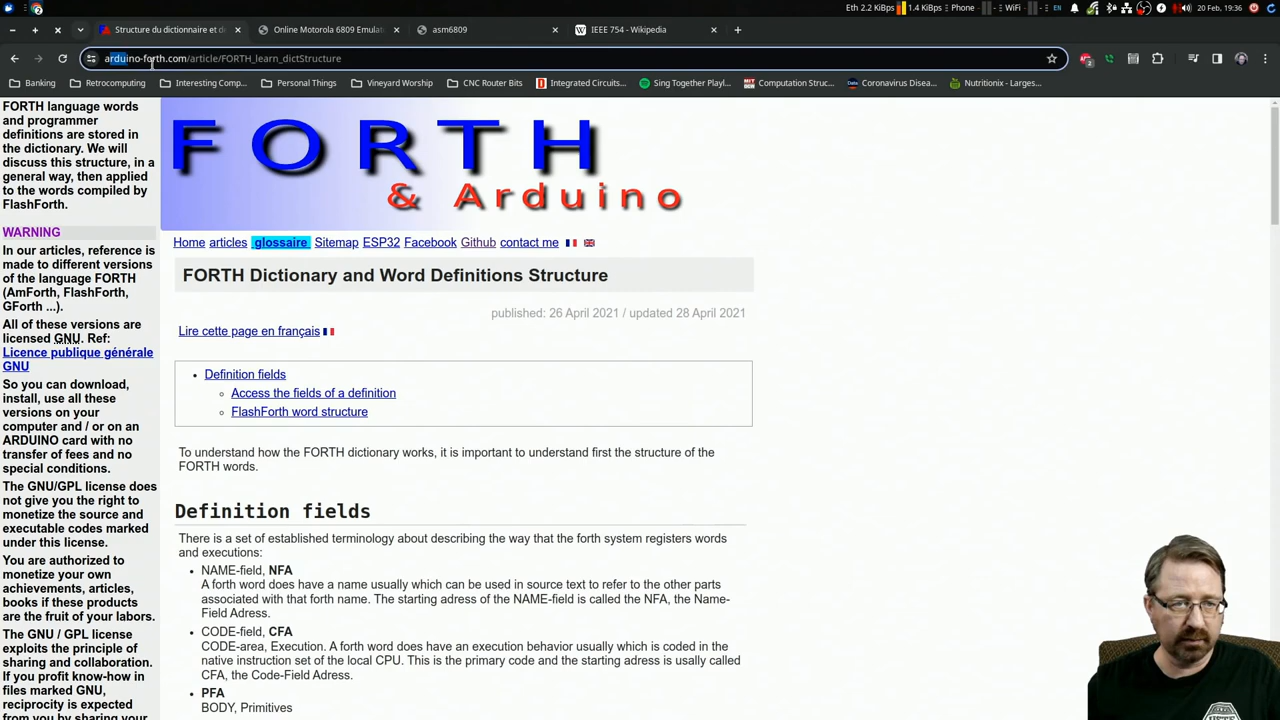 Eth 2.2 KiBps 1.4 KiBps Phone WiFi EN 20 Feb, 19:36
Structure du dictionnaire et de
Online Motorola 6809 Emulat
asm6809
IEEE 754 - Wikipedia
arduino-forth.com/article/FORTH_learn_dictStructure
Banking
Retrocomputing
Interesting Comp...
Personal Things
Vineyard Worship
CNC Router Bits
Integrated Circuits...
Sing Together Playl...
Computation Struc...
Coronavirus Disea...
Nutritionix - Larges...
FORTH language words
and programmer
definitions are stored in
the dictionary. We will
discuss this structure, in a
general way, then applied
to the words compiled by
FlashForth.
WARNING
In our articles, reference is
made to different versions
of the language FORTH
(AmForth, FlashForth,
GForth ...).
All of these versions are
licensed GNU. Ref:
Licence publique générale
GNU
So you can download,
install, use all these
versions on your
computer and / or on an
ARDUINO card with no
transfer of fees and no
special conditions.
The GNU/GPL license does
not give you the right to
monetize the source and
executable codes marked
under this license.
You are authorized to
monetize your own
achievements, articles,
books if these products
are the fruit of your labors.
The GNU / GPL license
exploits the principle of
sharing and collaboration.
If you profit know-how in
files marked GNU,
reciprocity is expected
from you by sharing your
FORTH
& Arduino
Home articles glossaire Sitemap ESP32 Facebook Github contact me
FORTH Dictionary and Word Definitions Structure
published: 26 April 2021 / updated 28 April 2021
Lire cette page en français
Definition fields
Access the fields of a definition
FlashForth word structure
To understand how the FORTH dictionary works, it is important to understand first the structure of the
FORTH words.
Definition fields
There is a set of established terminology about describing the way that the forth system registers words
and executions:
NAME-field, NFA
A forth word does have a name usually which can be used in source text to refer to the other parts
associated with that forth name. The starting adress of the NAME-field is called the NFA, the Name-
Field Adress.
CODE-field, CFA
CODE-area, Execution. A forth word does have an execution behavior usually which is coded in the
native instruction set of the local CPU. This is the primary code and the starting adress is usally called
CFA, the Code-Field Adress.
PFA
BODY, Primitives